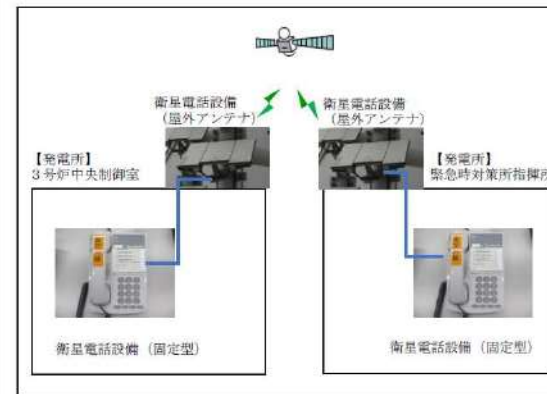 衛星電話設備
(屋外アンテナ)
衛星電話設備
(屋外アンテナ)
【発電所】
3号炉中央制御室
【発電所】
緊急時対策所指揮所
衛星電話設備(固定型)
衛星電話設備(固定型)